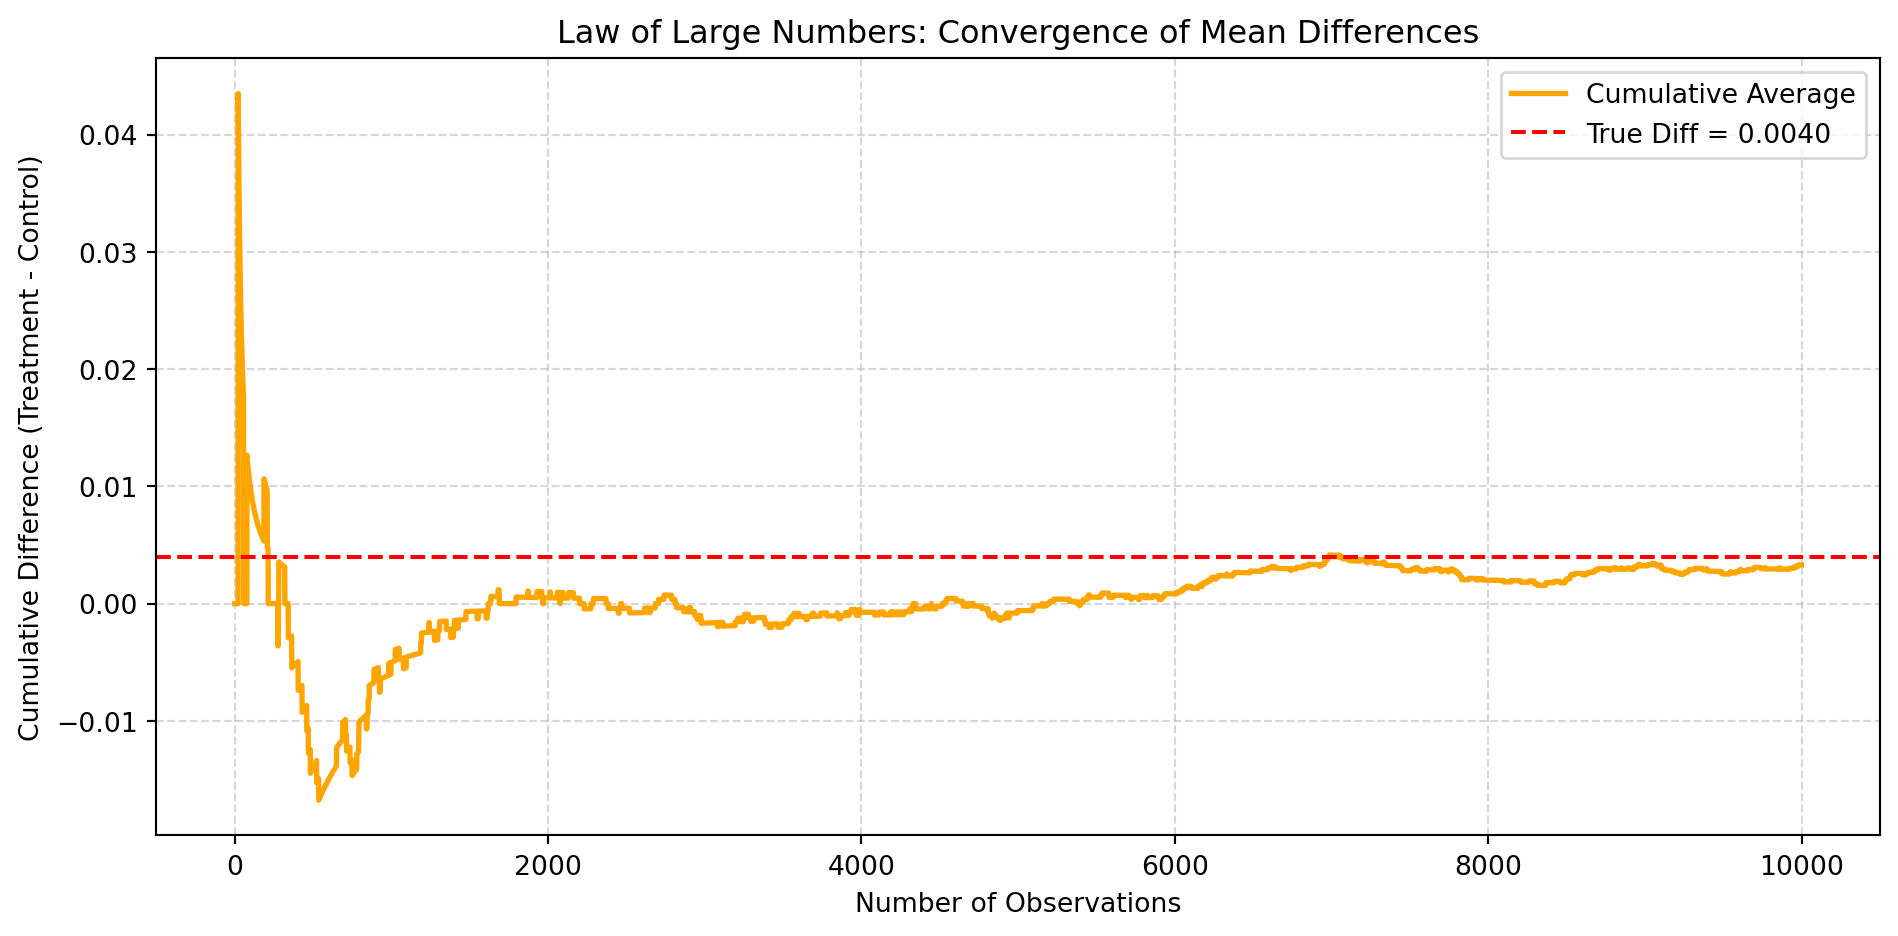 Law of Large Numbers: Convergence of Mean Differences
Cumulative Average
True Diff = 0.0040
Cumulative Difference (Treatment - Control)
0.04
0.03
0.02
0.01
0.00
−0.01
0
2000
4000
6000
8000
10000
Number of Observations